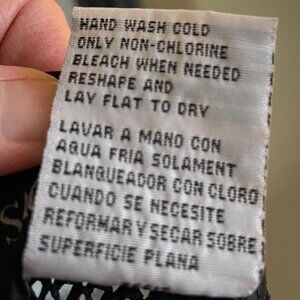 HAND WASH COLD
ONLY NON-CHLORINE
BLEACH WHEN NEEDED
RESHAPE AND
LAY FLAT TO DRY
LAVAR A MANO CON
AGUA FRIA SOLAMENT
BLANQUEADOR CON CLORO
CUANDO SE NECESITE
REFORMAR Y SECAR SOBRE
SUPERFICIE PLANA